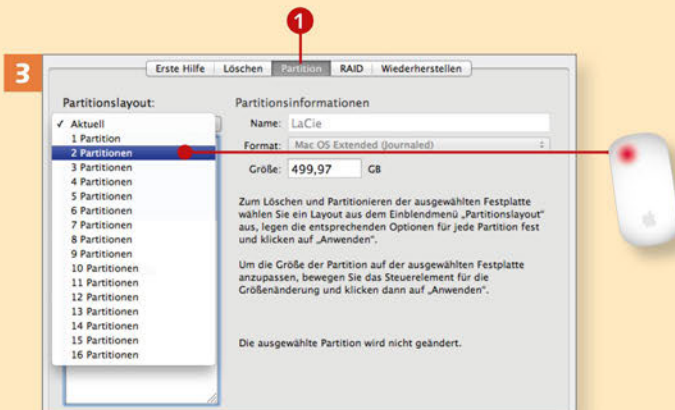 1
3
Erste Hilfe Löschen Partition RAID Wiederherstellen
Partitionslayout:
✓ Aktuell
1 Partition
2 Partitionen
3 Partitionen
4 Partitionen
5 Partitionen
6 Partitionen
7 Partitionen
8 Partitionen
9 Partitionen
10 Partitionen
11 Partitionen
12 Partitionen
13 Partitionen
14 Partitionen
15 Partitionen
16 Partitionen
Partitionsinformationen
Name: LaCie
Format: Mac OS Extended (Journaled)
Größe: 499,97 GB
Zum Löschen und Partitionieren der ausgewählten Festplatte
wählen Sie ein Layout aus dem Einblendmenü „Partitionslayout“
aus, legen die entsprechenden Optionen für jede Partition fest
und klicken auf „Anwenden“.
Um die Größe der Partition auf der ausgewählten Festplatte
anzupassen, bewegen Sie das Steuerelement für die
Größenänderung und klicken dann auf „Anwenden“.
Die ausgewählte Partition wird nicht geändert.